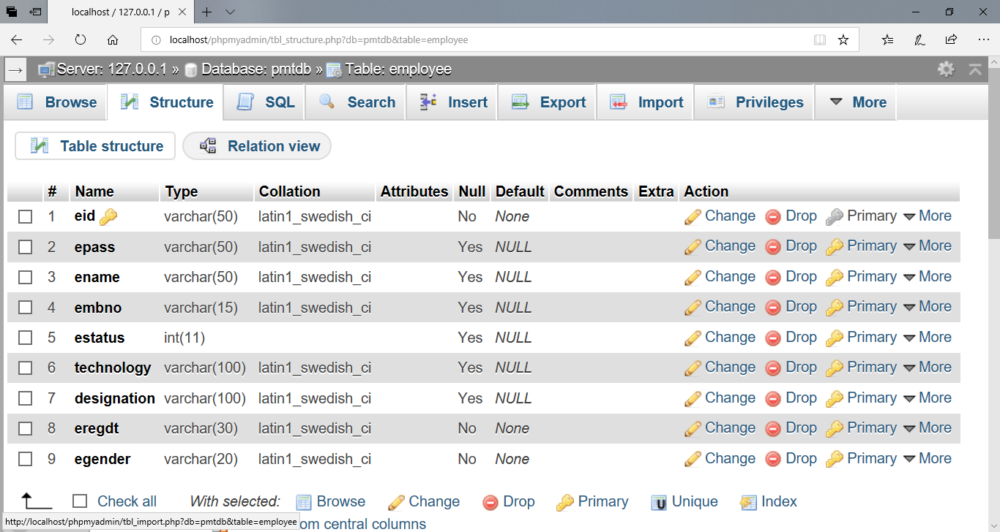 localhost / 127.0.0.1 / p
localhost/phpmyadmin/tbl_structure.php?db=pmtdb&table=employee
Server: 127.0.0.1 » Database: pmtdb » Table: employee
Browse Structure SQL Search Insert Export Import Privileges More
Table structure Relation view
# Name Type Collation Attributes Null Default Comments Extra Action
1 eid varchar(50) latin1_swedish_ci No None Change Drop Primary More
2 epass varchar(50) latin1_swedish_ci Yes NULL Change Drop Primary More
3 ename varchar(50) latin1_swedish_ci Yes NULL Change Drop Primary More
4 embno varchar(15) latin1_swedish_ci Yes NULL Change Drop Primary More
5 estatus int(11) Yes NULL Change Drop Primary More
6 technology varchar(100) latin1_swedish_ci Yes NULL Change Drop Primary More
7 designation varchar(100) latin1_swedish_ci Yes NULL Change Drop Primary More
8 eregdt varchar(30) latin1_swedish_ci No None Change Drop Primary More
9 egender varchar(20) latin1_swedish_ci No None Change Drop Primary More
Check all With selected: Browse Change Drop Primary Unique Index
http://localhost/phpmyadmin/tbl_import.php?db=pmtdb&table=employee
om central columns